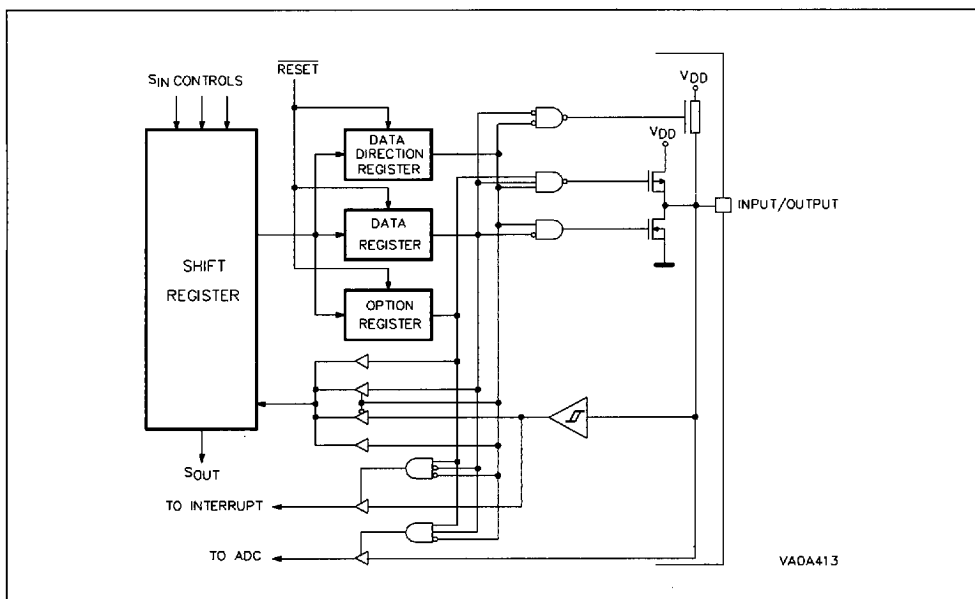 RESET
SIN CONTROLS
VDD
DATA
DIRECTION
REGISTER
VDD
DATA
REGISTER
INPUT/OUTPUT
SHIFT
REGISTER
OPTION
REGISTER
SOUT
TO INTERRUPT
TO ADC
VA0A413